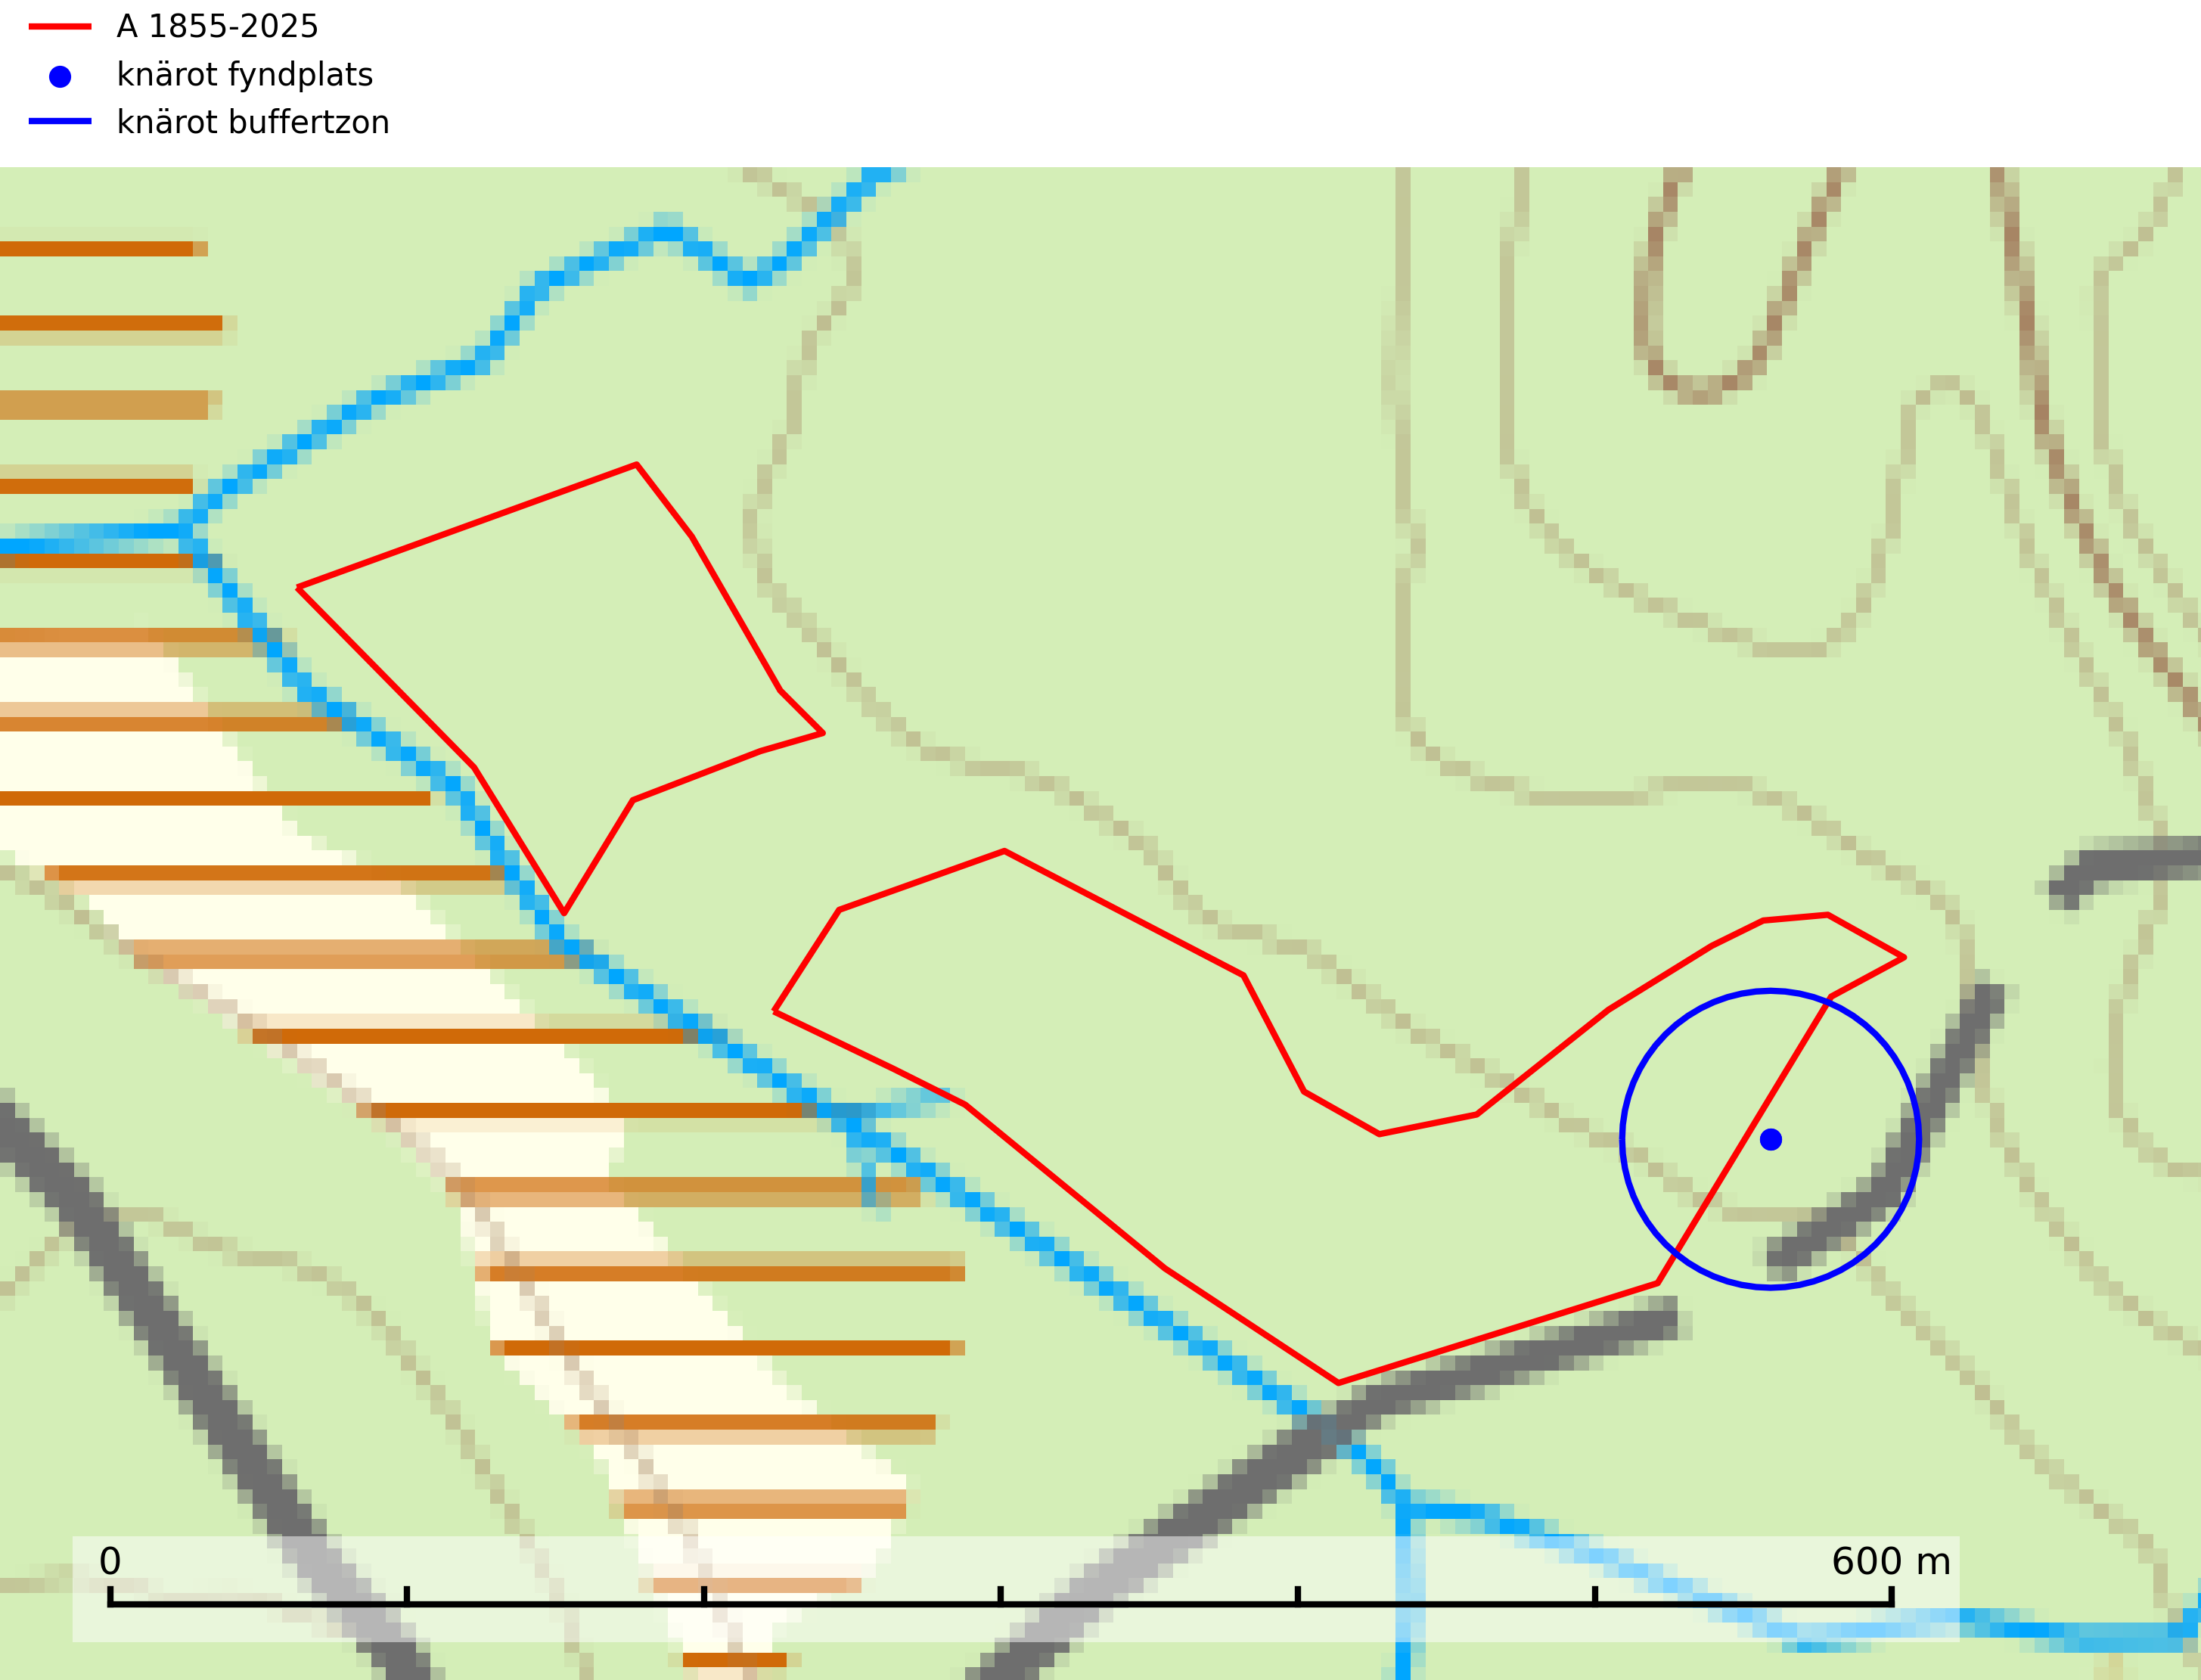 A 1855-2025
knärot fyndplats
knärot buffertzon
0
600 m